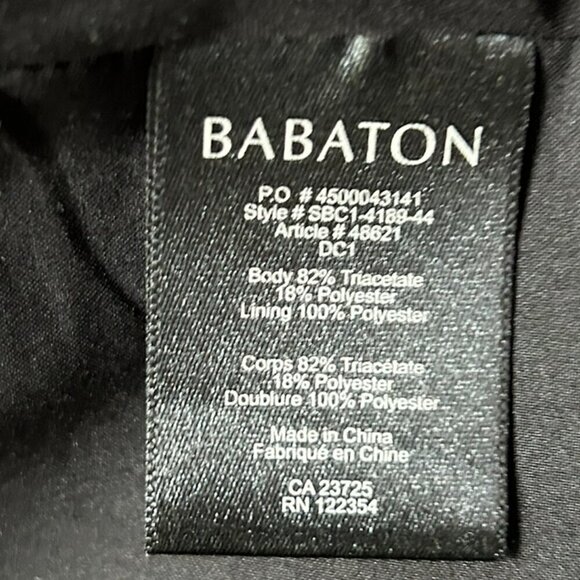 BABATON
P.O # 4500043141
Style # SBC1-4189-44
Article # 48621
DC1
Body 82% Triacetate
18% Polyester
Lining 100% Polyester
Corps 82% Triacetate
18% Polyester
Doublure 100% Polyester
Made in China
Fabriqué en Chine
CA 23725
RN 122354